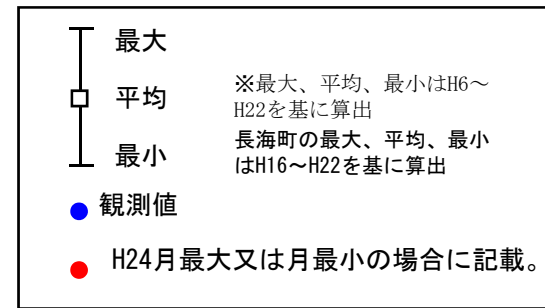 最大
平均
※最大、平均、最小はH6～
H22を基に算出
最小
長海町の最大、平均、最小
はH16～H22を基に算出
観測値
H24月最大又は月最小の場合に記載。